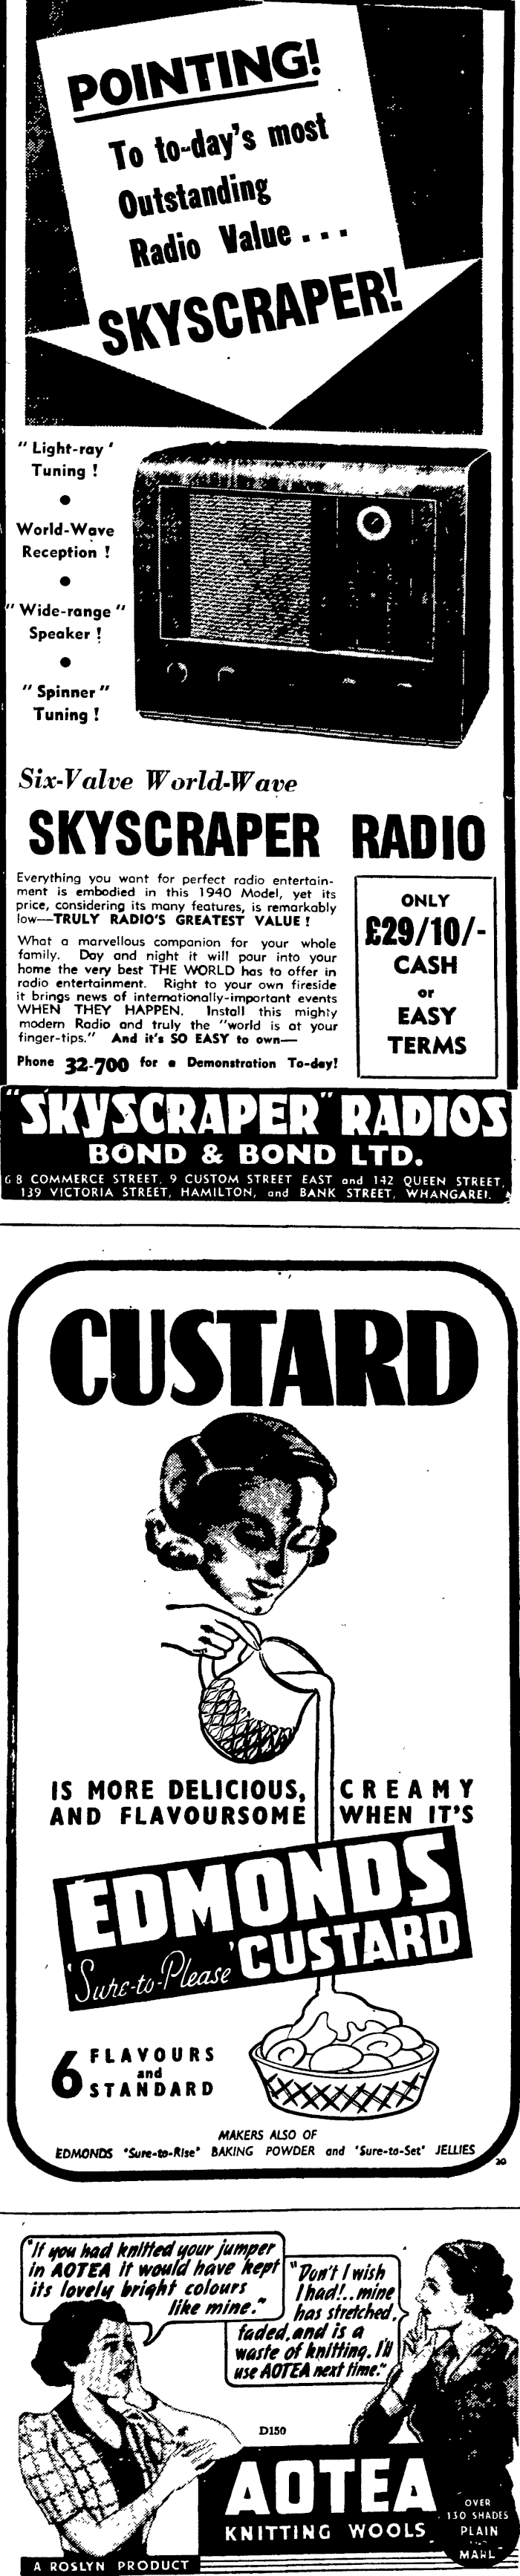 POINTING!
To to-day's most
Outstanding
Radio Value...
SKYSCRAPER!
"Light-ray'
Tuning!
World-Wave
Reception!
"Wide-range"
Speaker!
"Spinner"
Tuning!
Six-Valve World-Wave
SKYSCRAPER RADIO
Everything you want for perfect radio entertain-
ment is embodied in this 1940 Model, yet its
price, considering its many features, is remarkably
low—TRULY RADIO'S GREATEST VALUE!
What a marvellous companion for your whole
family. Day and night it will pour into your
home the very best THE WORLD has to offer in
radio entertainment. Right to your own fireside
it brings news of internationally-important events
WHEN THEY HAPPEN. Install this mighty
modern Radio and truly the "world is at your
finger-tips." And it's SO EASY to own—
Phone 32-700 for a Demonstration To-day!
ONLY
£29/10/-
CASH
or
EASY
TERMS
"SKYSCRAPER" RADIOS
BOND & BOND LTD.
COMMERCE STREET, 9 CUSTOM STREET EAST and 142 QUEEN STREET,
139 VICTORIA STREET, HAMILTON, and BANK STREET, WHANGAREI.
CUSTARD
IS MORE DELICIOUS, CREAMY
AND FLAVOURSOME WHEN IT'S
EDMONDS
'Sure-to-Please' CUSTARD
6 FLAVOURS
and
STANDARD
MAKERS ALSO OF
EDMONDS 'Sure-to-Rise' BAKING POWDER and 'Sure-to-Set' JELLIES
20
"If you had knitted your jumper
in AOTEA it would have kept
its lovely bright colours
like mine."
"Don't I wish
I had!..mine
has stretched,
faded, and is a
waste of knitting. I'll
use AOTEA next time."
D150
AOTEA
KNITTING WOOLS
OVER
130 SHADES
PLAIN
MARL
A ROSLYN PRODUCT